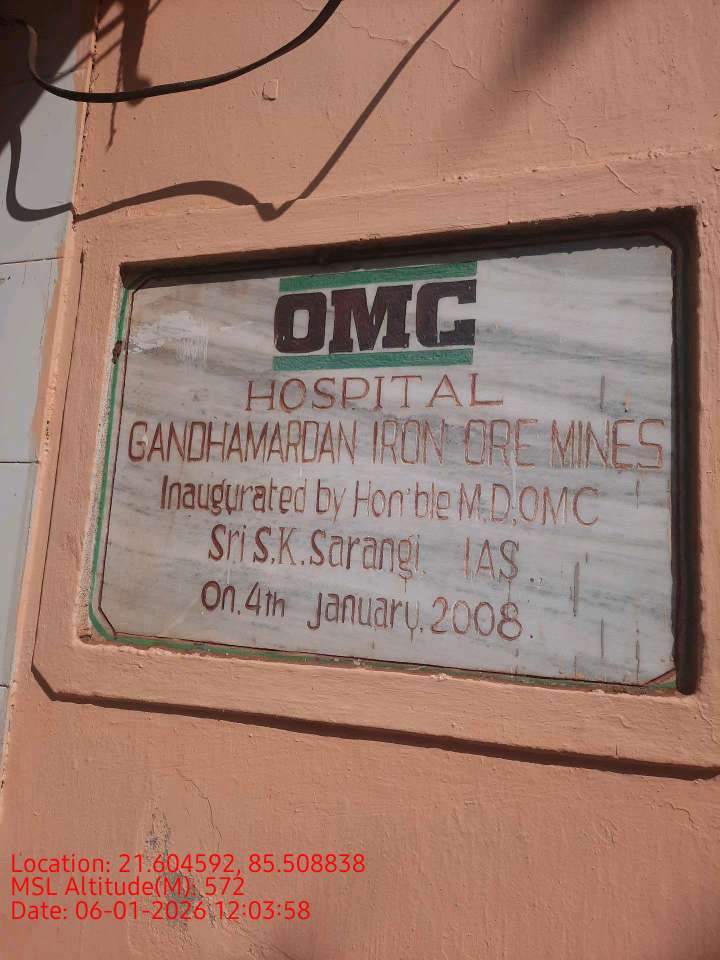 OMC
HOSPITAL
GANDHAMARDAN IRON ORE MINES
Inaugurated by Hon'ble M.D,OMC
Sri S.K.Sarangi. IAS.,
On.4th January,2008.
Location: 21.604592, 85.508838
MSL Altitude(M): 572
Date: 06-01-2026 12:03:58